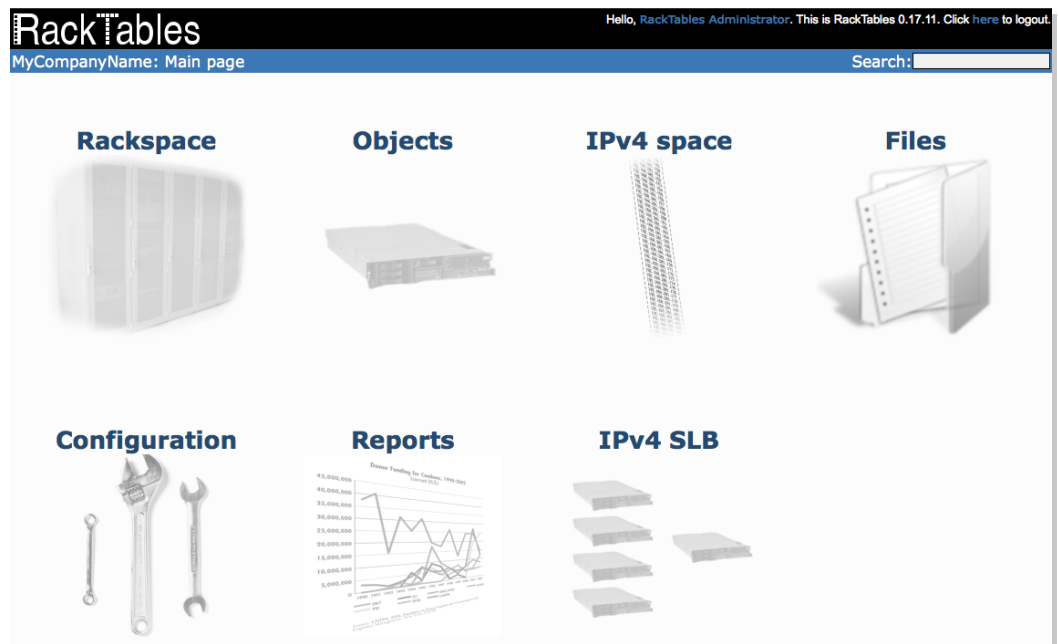 RackTables
Hello, RackTables Administrator. This is RackTables 0.17.11. Click here to logout.
MyCompanyName: Main page
Search:
Rackspace
Objects
IPv4 space
Files
Configuration
Reports
IPv4 SLB
Donor Funding for Condoms, 1990-2002
(current US $)
45,000,000
40,000,000
35,000,000
30,000,000
25,000,000
20,000,000
15,000,000
10,000,000
5,000,000
0